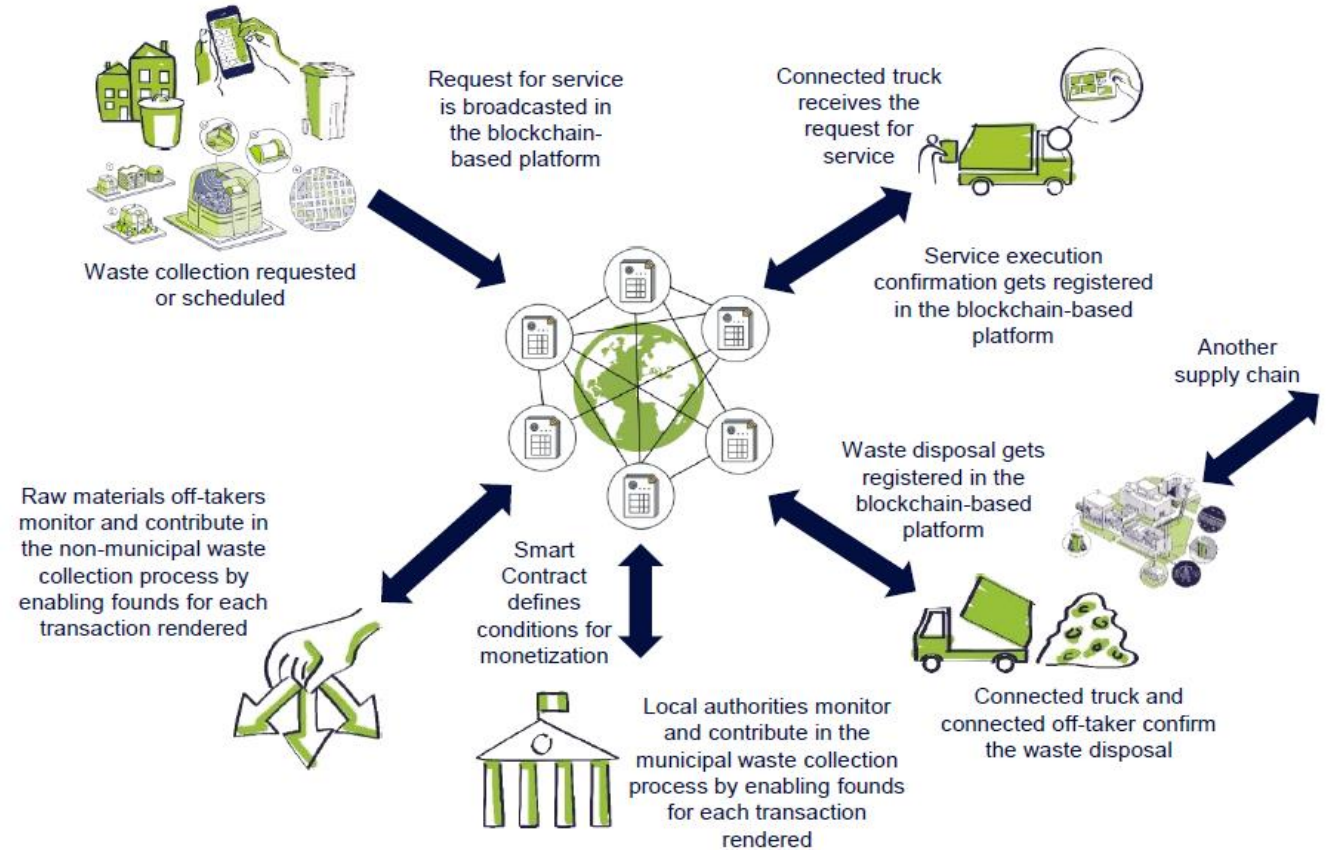 Request for service
is broadcasted in
the blockchain-
based platform
Connected truck
receives the
request for
service
Waste collection requested
or scheduled
Service execution
confirmation gets registered
in the blockchain-based
platform
Another
supply chain
Waste disposal gets
registered in the
blockchain-based
platform
Raw materials off-takers
monitor and contribute in
the non-municipal waste
collection process by
enabling founds for each
transaction rendered
Smart
Contract
defines
conditions for
monetization
Connected truck and
connected off-taker confirm
the waste disposal
Local authorities monitor
and contribute in the
municipal waste collection
process by enabling founds
for each transaction
rendered